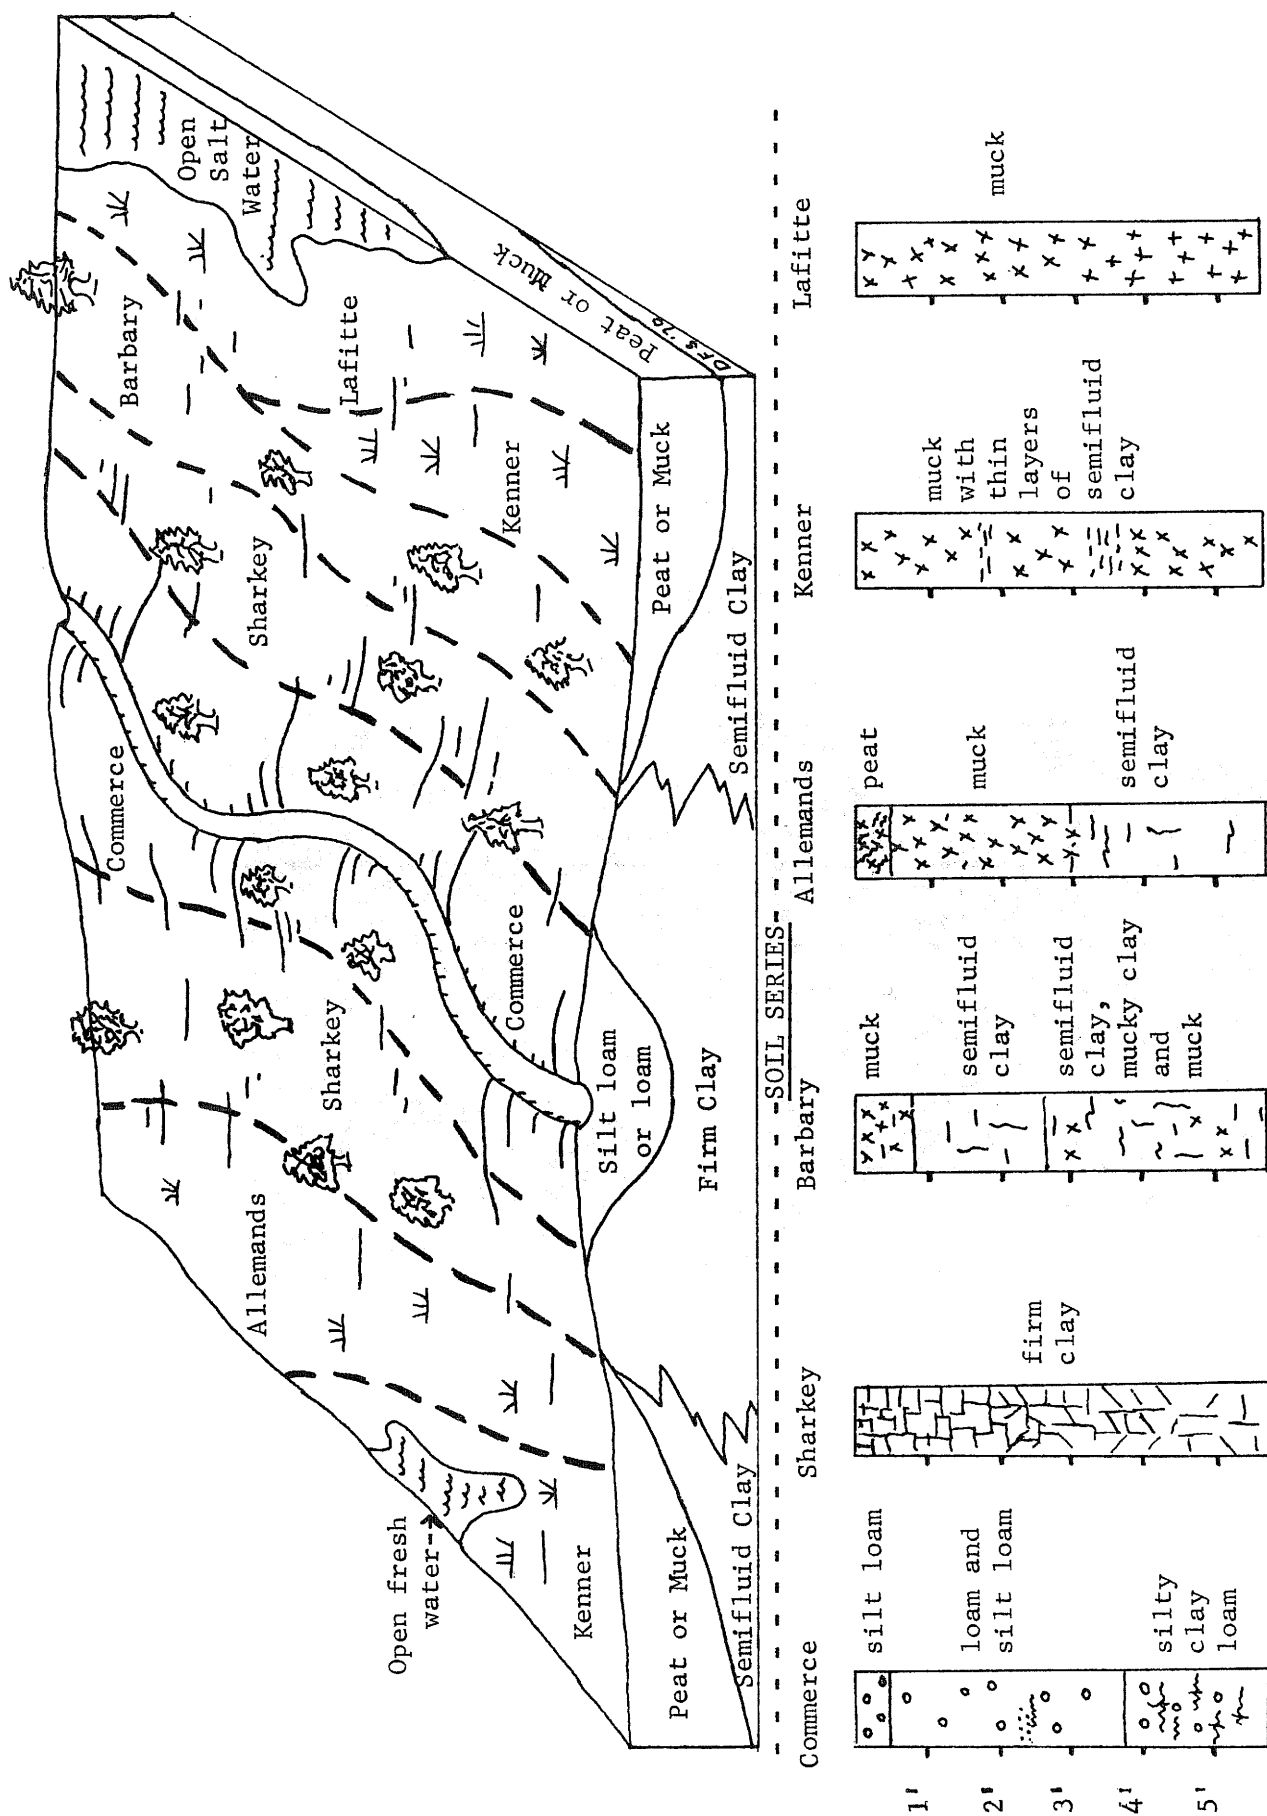 Open
Salt
Water
Barbary
Commerce
Sharkey
Lafitte
Sharkey
Kenner
Allemands
Commerce
Open fresh
water-->
Kenner
Peat or Muck
Peat or Muck
Semifluid Clay
Silt loam
or loam
Firm Clay
Peat or Muck
Semifluid Clay
DFS '70
SOIL SERIES
Commerce
Sharkey
Barbary
Allemands
Kenner
Lafitte
1'
2'
3'
4'
5'
silt loam
loam and
silt loam
silty
clay
loam
firm
clay
muck
semifluid
clay
semifluid
clay,
mucky clay
and
muck
peat
muck
semifluid
clay
muck
with
thin
layers
of
semifluid
clay
muck